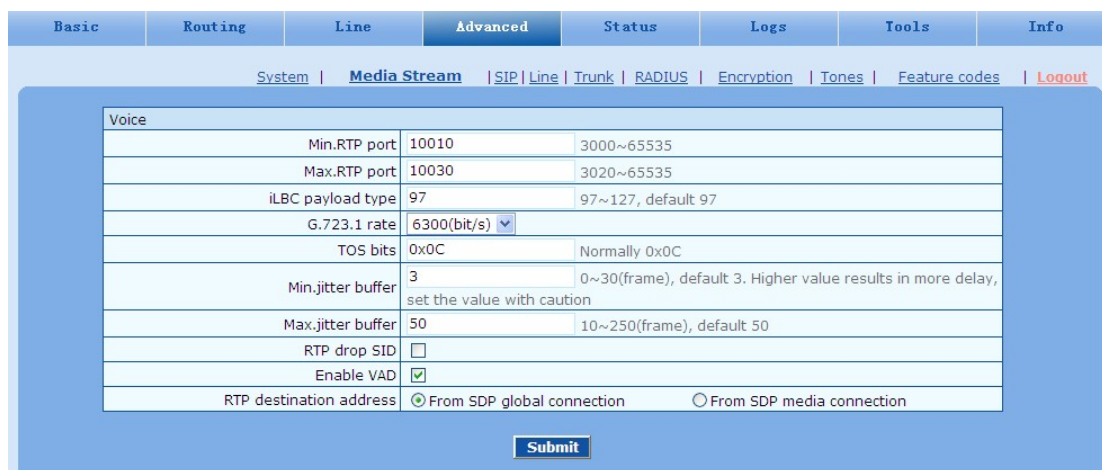 Basic Routing Line Advanced Status Logs Tools Info
System | Media Stream | SIP | Line | Trunk | RADIUS | Encryption | Tones | Feature codes | Logout
Voice
Min.RTP port 10010 3000~65535
Max.RTP port 10030 3020~65535
iLBC payload type 97 97~127, default 97
G.723.1 rate 6300(bit/s)
TOS bits 0x0C Normally 0x0C
Min.jitter buffer 3 0~30(frame), default 3. Higher value results in more delay,
set the value with caution
Max.jitter buffer 50 10~250(frame), default 50
RTP drop SID
Enable VAD
RTP destination address From SDP global connection From SDP media connection
Submit